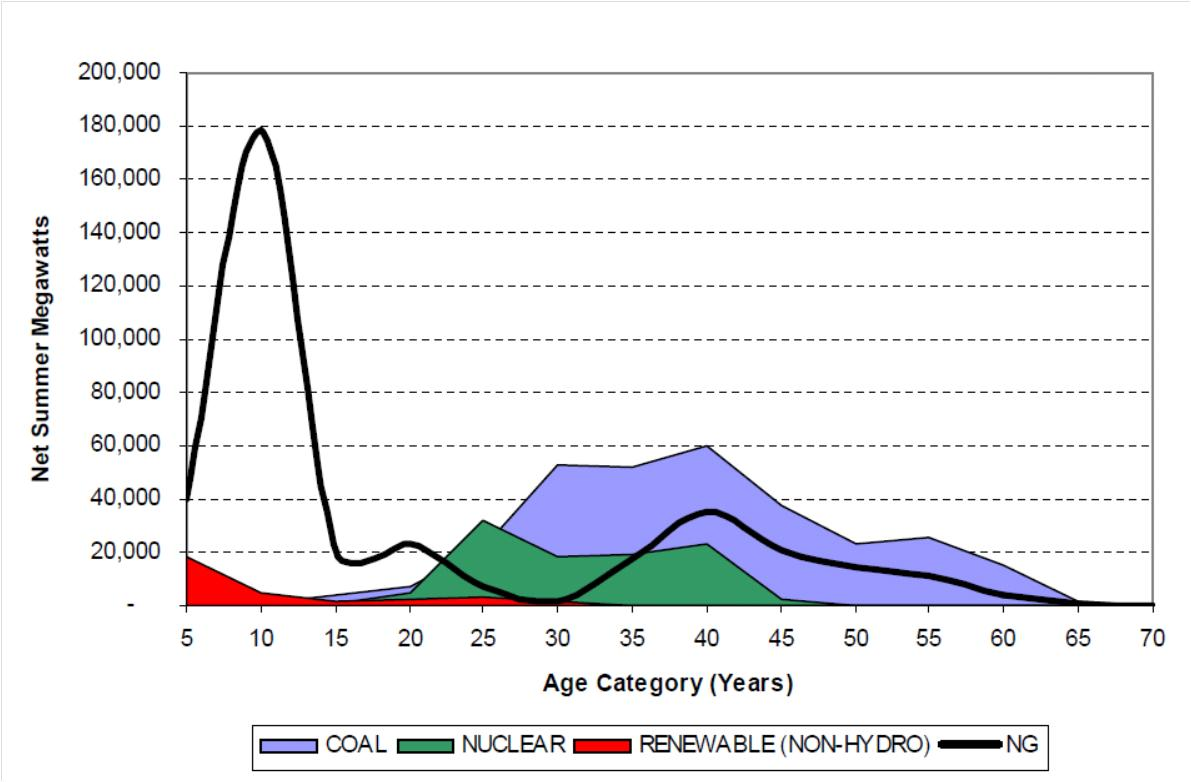 200,000
180,000
160,000
140,000
120,000
100,000
80,000
60,000
40,000
20,000
-
Net Summer Megawatts
5 10 15 20 25 30 35 40 45 50 55 60 65 70
Age Category (Years)
COAL NUCLEAR RENEWABLE (NON-HYDRO) NG